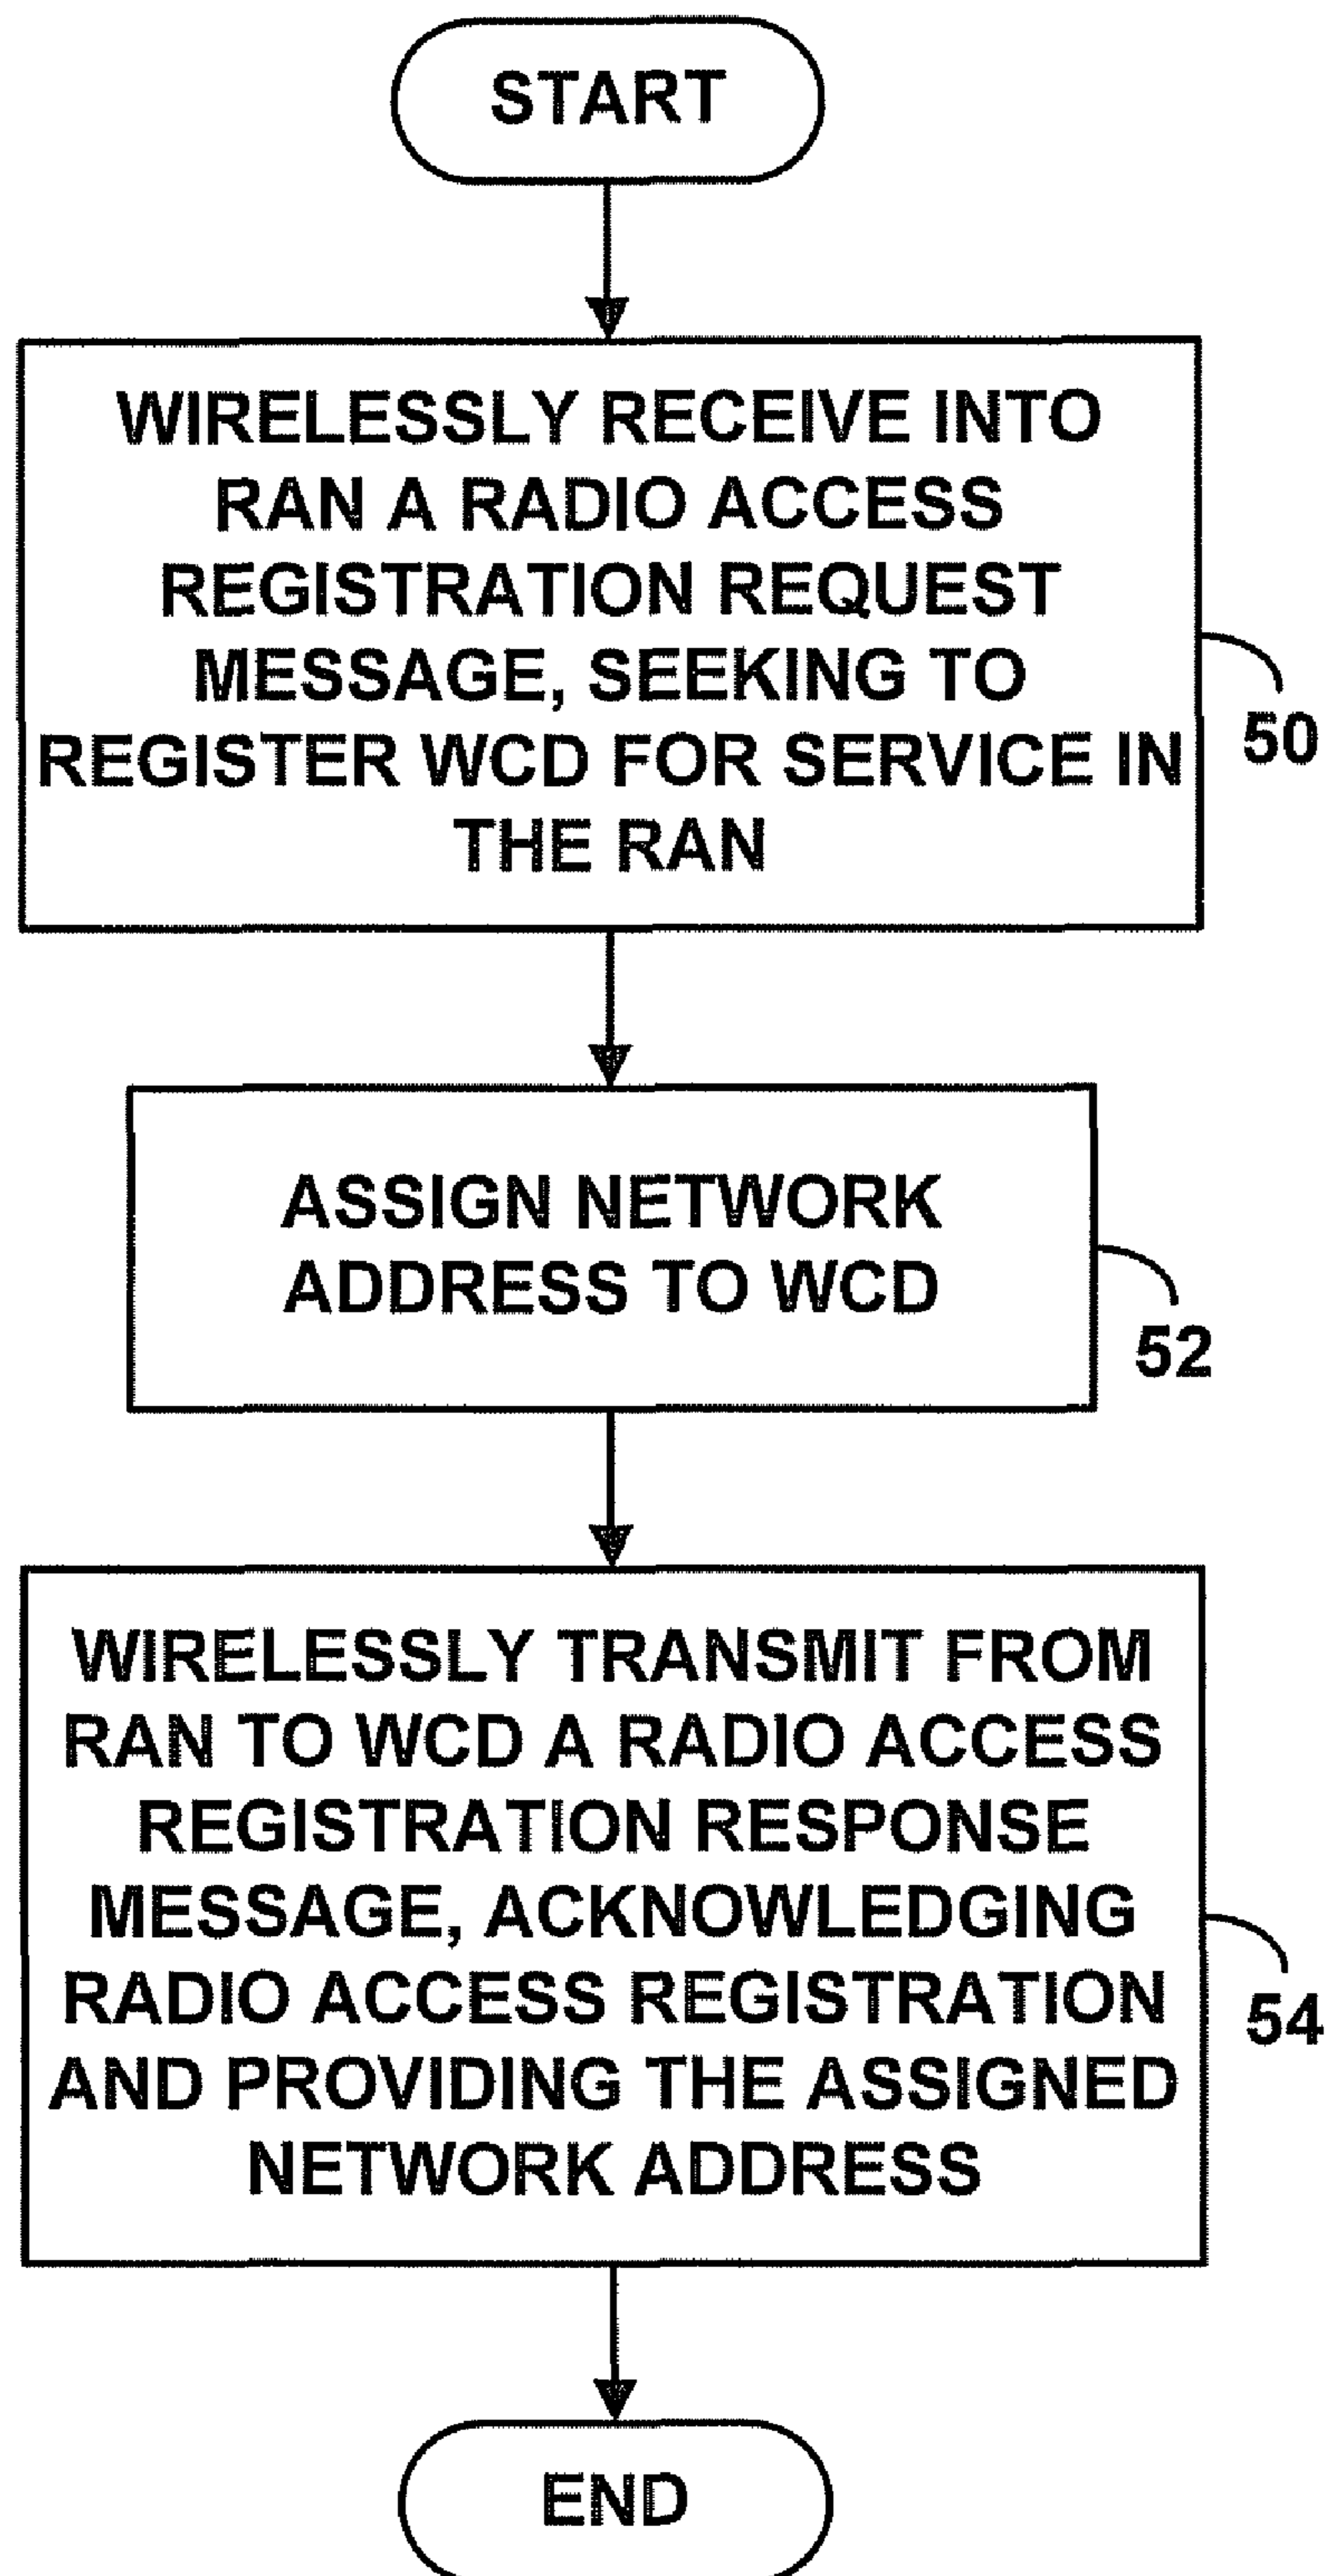 START
WIRELESSLY RECEIVE INTO
RAN A RADIO ACCESS
REGISTRATION REQUEST
MESSAGE, SEEKING TO
REGISTER WCD FOR SERVICE IN
THE RAN
50
ASSIGN NETWORK
ADDRESS TO WCD
52
WIRELESSLY TRANSMIT FROM
RAN TO WCD A RADIO ACCESS
REGISTRATION RESPONSE
MESSAGE, ACKNOWLEDGING
RADIO ACCESS REGISTRATION
AND PROVIDING THE ASSIGNED
NETWORK ADDRESS
54
END